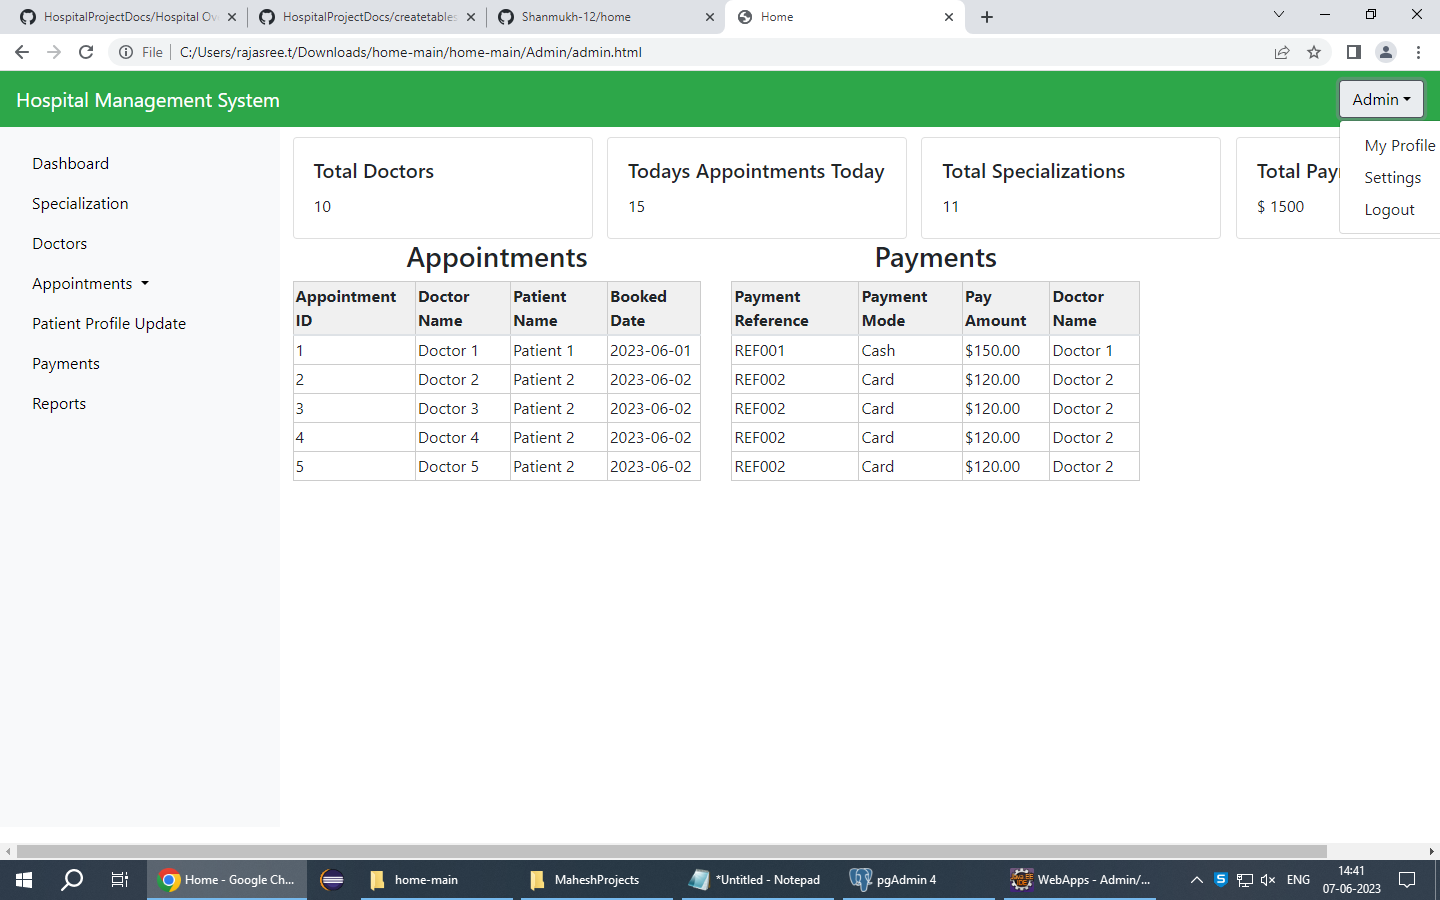 HospitalProjectDocs/Hospital Ov
HospitalProjectDocs/createtables
Shanmukh-12/home
Home
File C:/Users/rajasree.t/Downloads/home-main/home-main/Admin/admin.html
Hospital Management System
Admin
My Profile
Settings
Logout
Dashboard
Specialization
Doctors
Appointments
Patient Profile Update
Payments
Reports
Total Doctors
10
Todays Appointments Today
15
Total Specializations
11
Total Pay
$ 1500
Appointments
Appointment ID Doctor Name Patient Name Booked Date
1 Doctor 1 Patient 1 2023-06-01
2 Doctor 2 Patient 2 2023-06-02
3 Doctor 3 Patient 2 2023-06-02
4 Doctor 4 Patient 2 2023-06-02
5 Doctor 5 Patient 2 2023-06-02
Payments
Payment Reference Payment Mode Pay Amount Doctor Name
REF001 Cash $150.00 Doctor 1
REF002 Card $120.00 Doctor 2
REF002 Card $120.00 Doctor 2
REF002 Card $120.00 Doctor 2
REF002 Card $120.00 Doctor 2
Home - Google Ch...
home-main
MaheshProjects
*Untitled - Notepad
pgAdmin 4
WebApps - Admin/...
ENG
14:41
07-06-2023